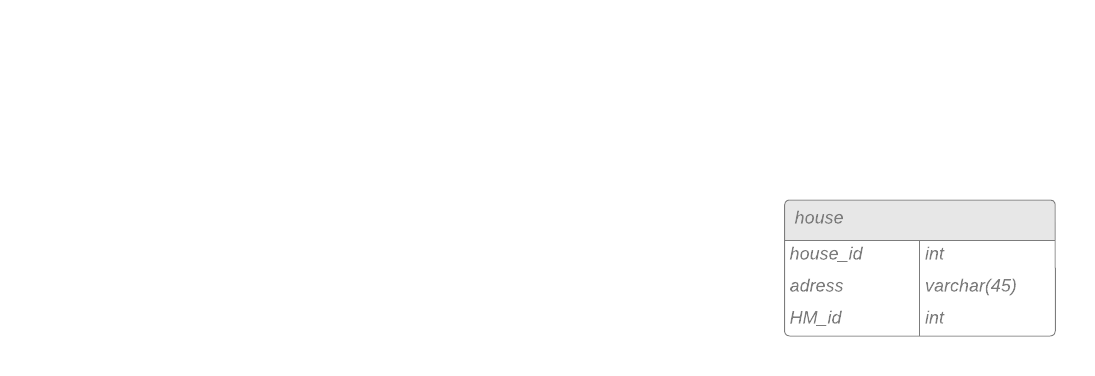 house
house_id int
adress varchar(45)
HM_id int